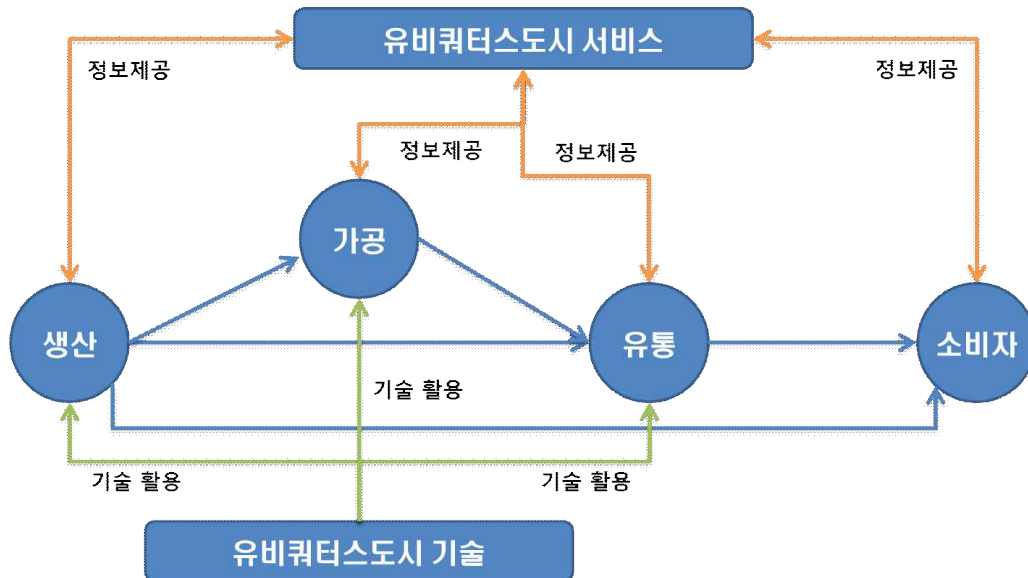 유비쿼터스도시 서비스
정보제공
정보제공
정보제공
정보제공
가공
생산
유통
소비자
기술 활용
기술 활용
기술 활용
유비쿼터스도시 기술